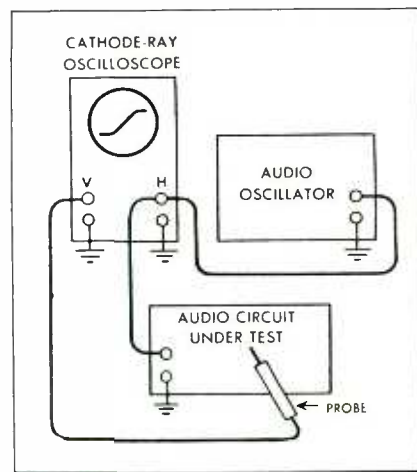 CATHODE-RAY
OSCILLOSCOPE
V
H
AUDIO
OSCILLATOR
AUDIO CIRCUIT
UNDER TEST
PROBE